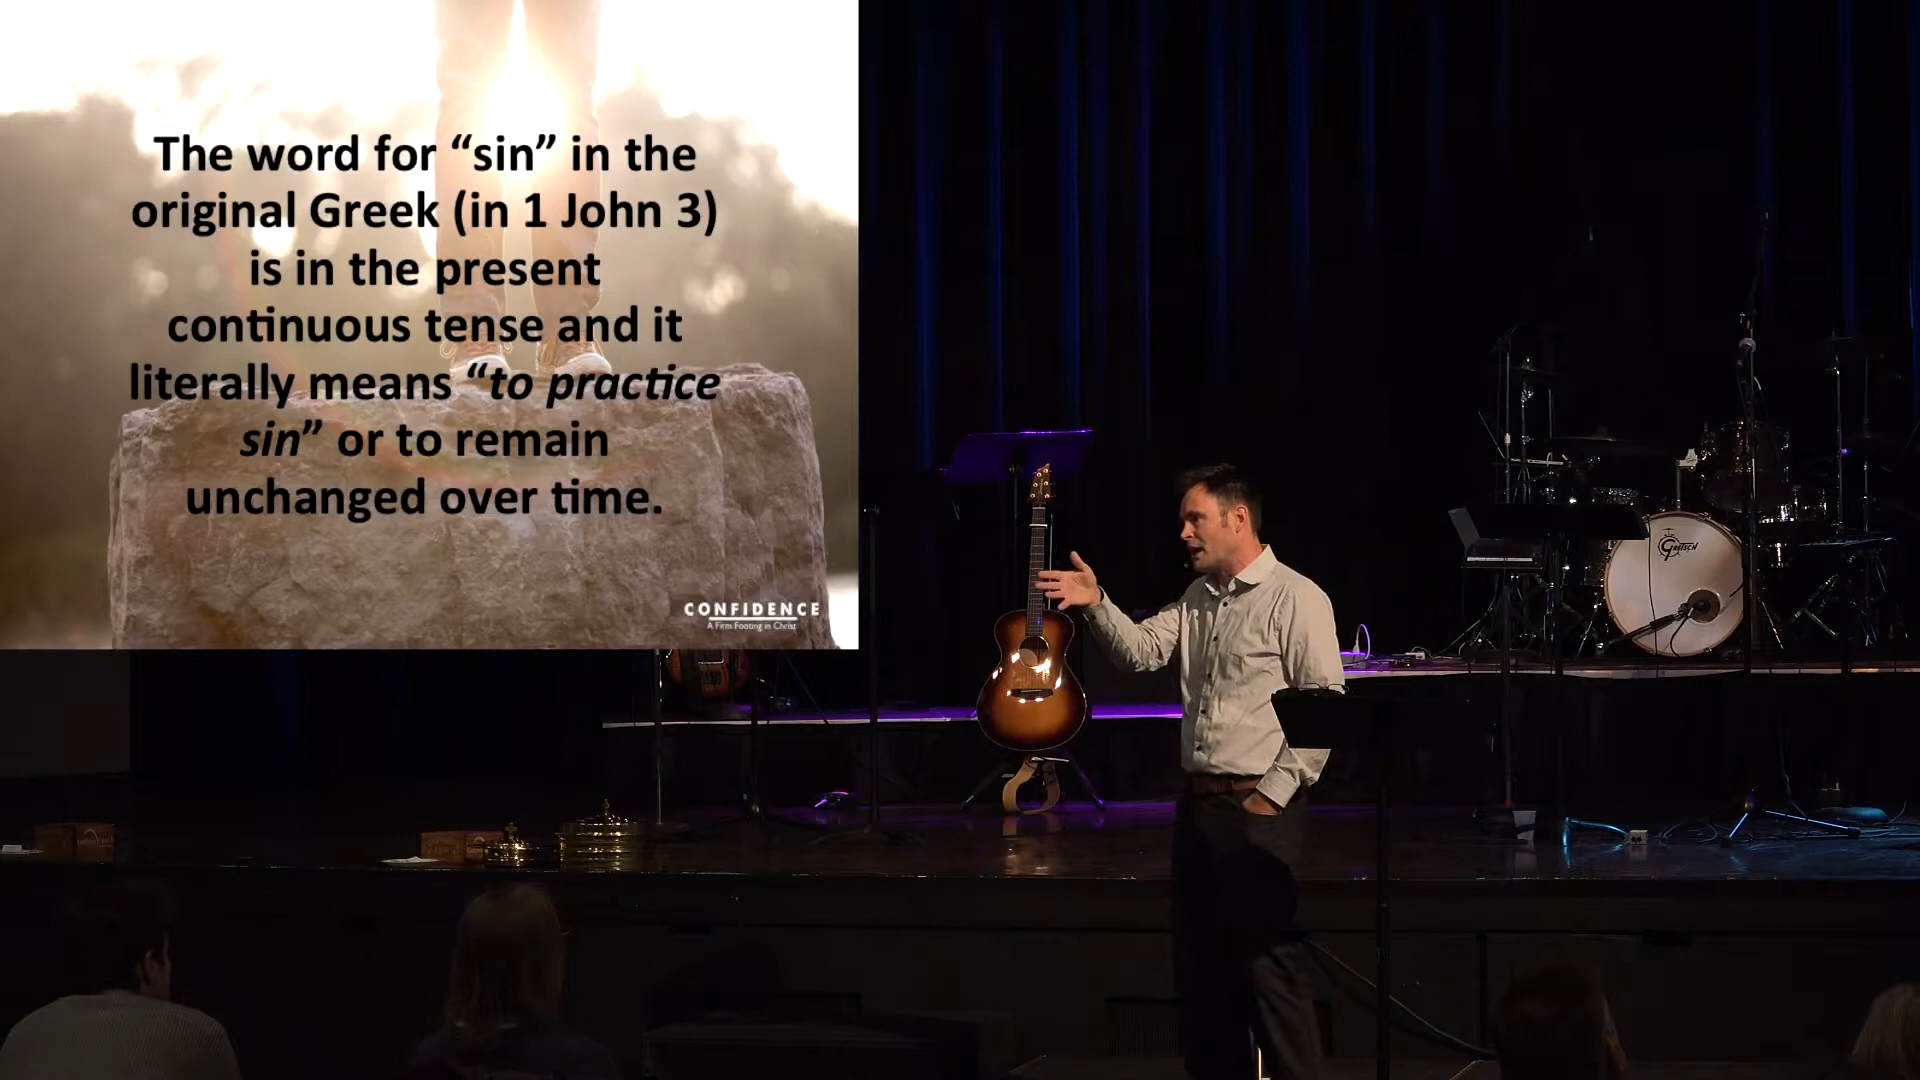 The word for “sin” in the
original Greek (in 1 John 3)
is in the present
continuous tense and it
literally means “to practice
sin” or to remain
unchanged over time.
CONFIDENCE
A Firm Footing in Christ
GRETSCH